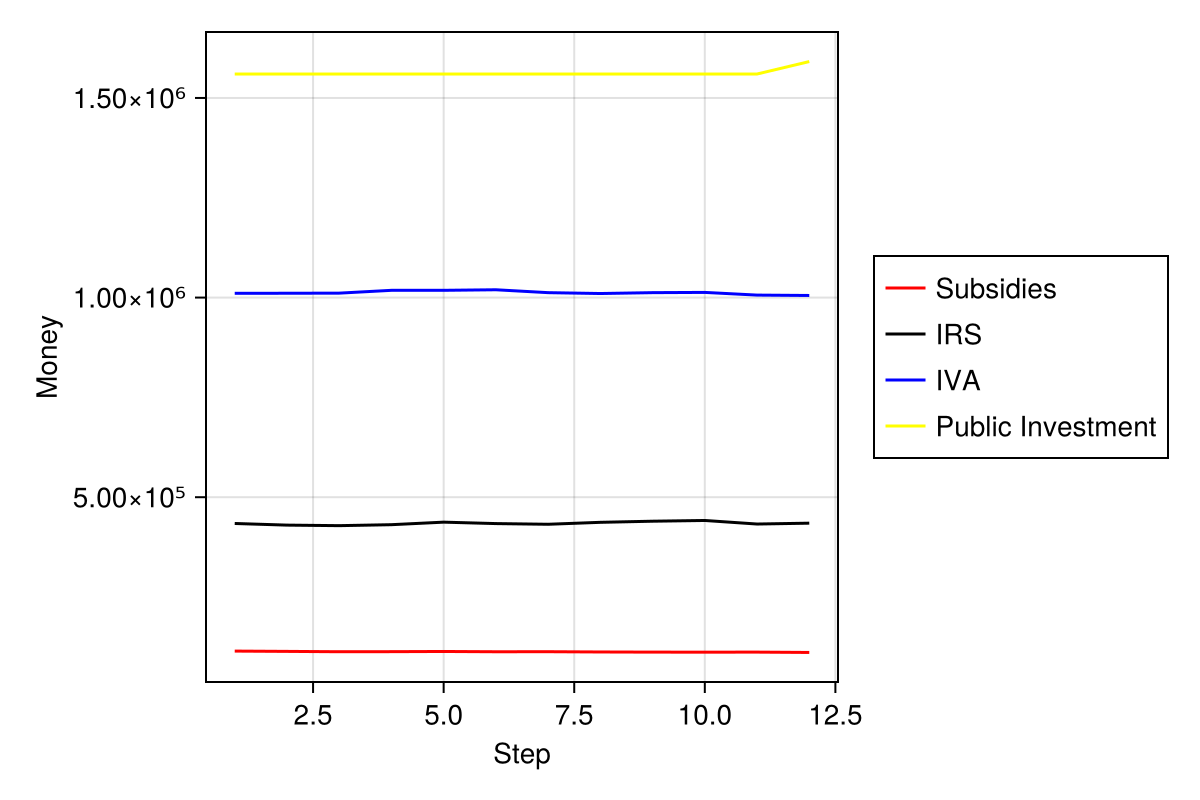 1.50×10⁶
1.00×10⁶
5.00×10⁵
Money
2.5 5.0 7.5 10.0 12.5
Step
Subsidies
IRS
IVA
Public Investment